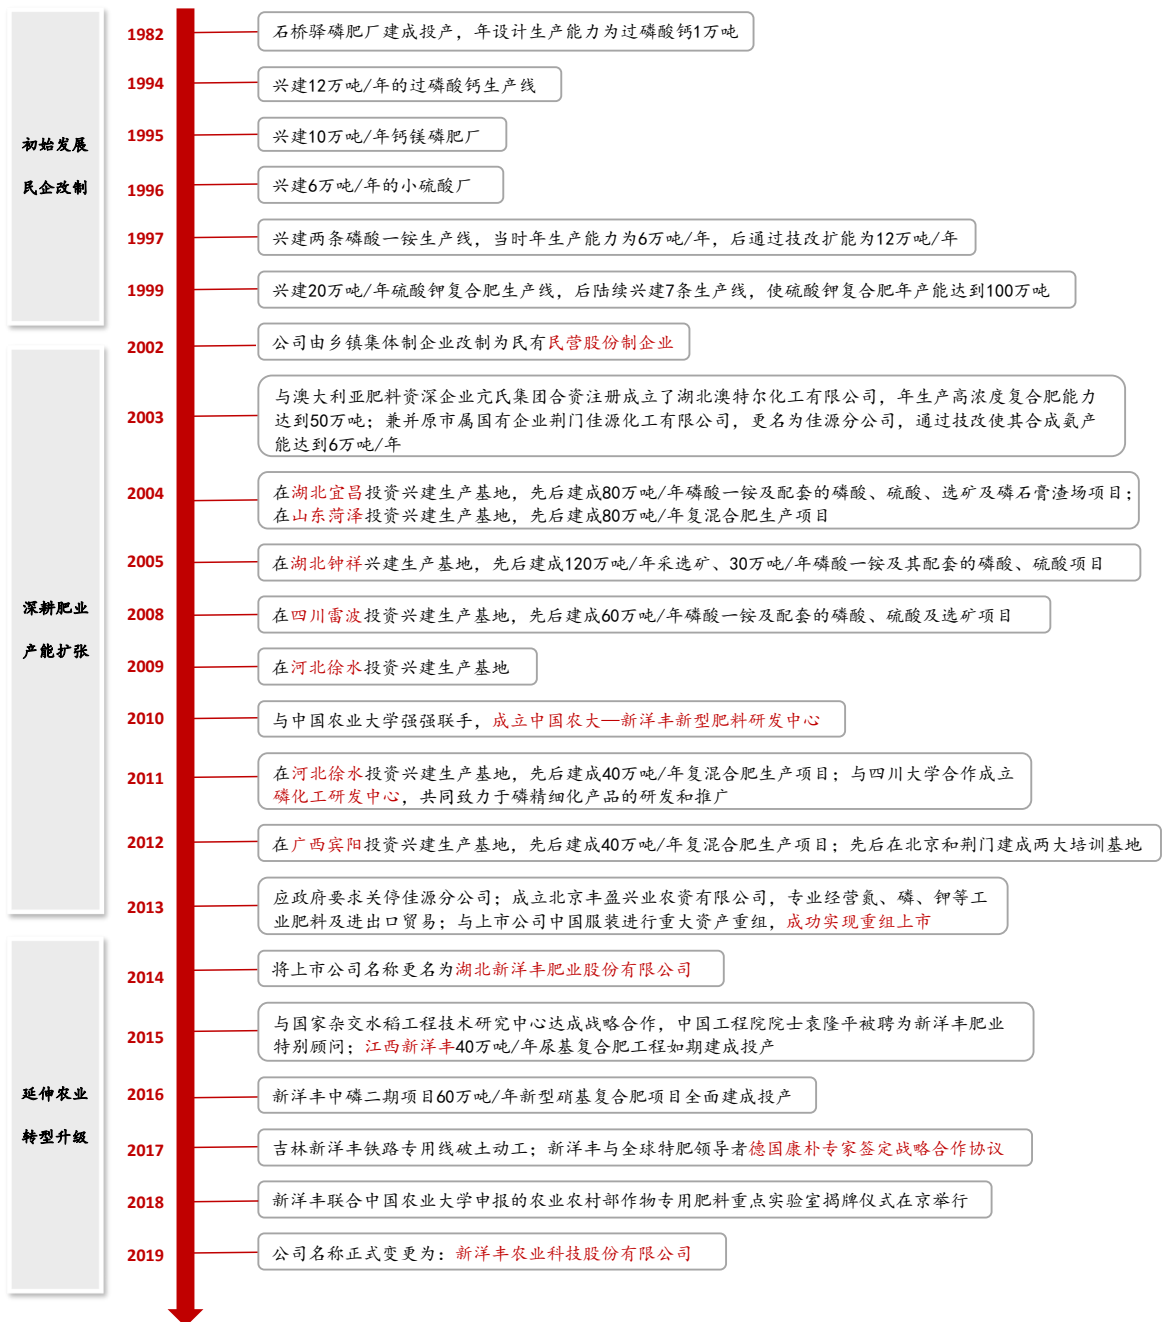 初始发展
民企改制
1982
石桥驿磷肥厂建成投产，年设计生产能力为过磷酸钙1万吨
1994
兴建12万吨/年的过磷酸钙生产线
1995
兴建10万吨/年钙镁磷肥厂
1996
兴建6万吨/年的小硫酸厂
1997
兴建两条磷酸一铵生产线，当时年生产能力为6万吨/年，后通过技改扩能为12万吨/年
1999
兴建20万吨/年硫酸钾复合肥生产线，后陆续兴建7条生产线，使硫酸钾复合肥年产能达到100万吨
深耕肥业
产能扩张
2002
公司由乡镇集体制企业改制为民有民营股份制企业
2003
与澳大利亚肥料资深企业亢氏集团合资注册成立了湖北澳特尔化工有限公司，年生产高浓度复合肥能力
达到50万吨；兼并原市属国有企业荆门佳源化工有限公司，更名为佳源分公司，通过技改使其合成氨产
能达到6万吨/年
2004
在湖北宜昌投资兴建生产基地，先后建成80万吨/年磷酸一铵及配套的磷酸、硫酸、选矿及磷石膏渣场项目；
在山东菏泽投资兴建生产基地，先后建成80万吨/年复混合肥生产项目
2005
在湖北钟祥兴建生产基地，先后建成120万吨/年采选矿、30万吨/年磷酸一铵及其配套的磷酸、硫酸项目
2008
在四川雷波投资兴建生产基地，先后建成60万吨/年磷酸一铵及配套的磷酸、硫酸及选矿项目
2009
在河北徐水投资兴建生产基地
2010
与中国农业大学强强联手，成立中国农大—新洋丰新型肥料研发中心
2011
在河北徐水投资兴建生产基地，先后建成40万吨/年复混合肥生产项目；与四川大学合作成立
磷化工研发中心，共同致力于磷精细化产品的研发和推广
2012
在广西宾阳投资兴建生产基地，先后建成40万吨/年复混合肥生产项目；先后在北京和荆门建成两大培训基地
2013
应政府要求关停佳源分公司；成立北京丰盈兴业农资有限公司，专业经营氮、磷、钾等工
业肥料及进出口贸易；与上市公司中国服装进行重大资产重组，成功实现重组上市
延伸农业
转型升级
2014
将上市公司名称更名为湖北新洋丰肥业股份有限公司
2015
与国家杂交水稻工程技术研究中心达成战略合作，中国工程院院士袁隆平被聘为新洋丰肥业
特别顾问；江西新洋丰40万吨/年尿基复合肥工程如期建成投产
2016
新洋丰中磷二期项目60万吨/年新型硝基复合肥项目全面建成投产
2017
吉林新洋丰铁路专用线破土动工；新洋丰与全球特肥领导者德国康朴专家签定战略合作协议
2018
新洋丰联合中国农业大学申报的农业农村部作物专用肥料重点实验室揭牌仪式在京举行
2019
公司名称正式变更为：新洋丰农业科技股份有限公司